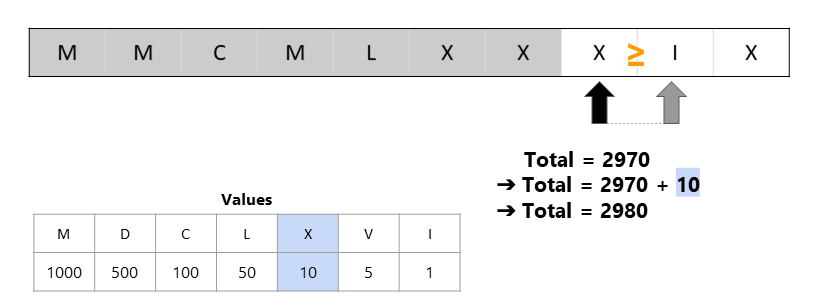 M M C M L X X X ≥ I X
Total = 2970
➔ Total = 2970 + 10
➔ Total = 2980
Values
M D C L X V I
1000 500 100 50 10 5 1